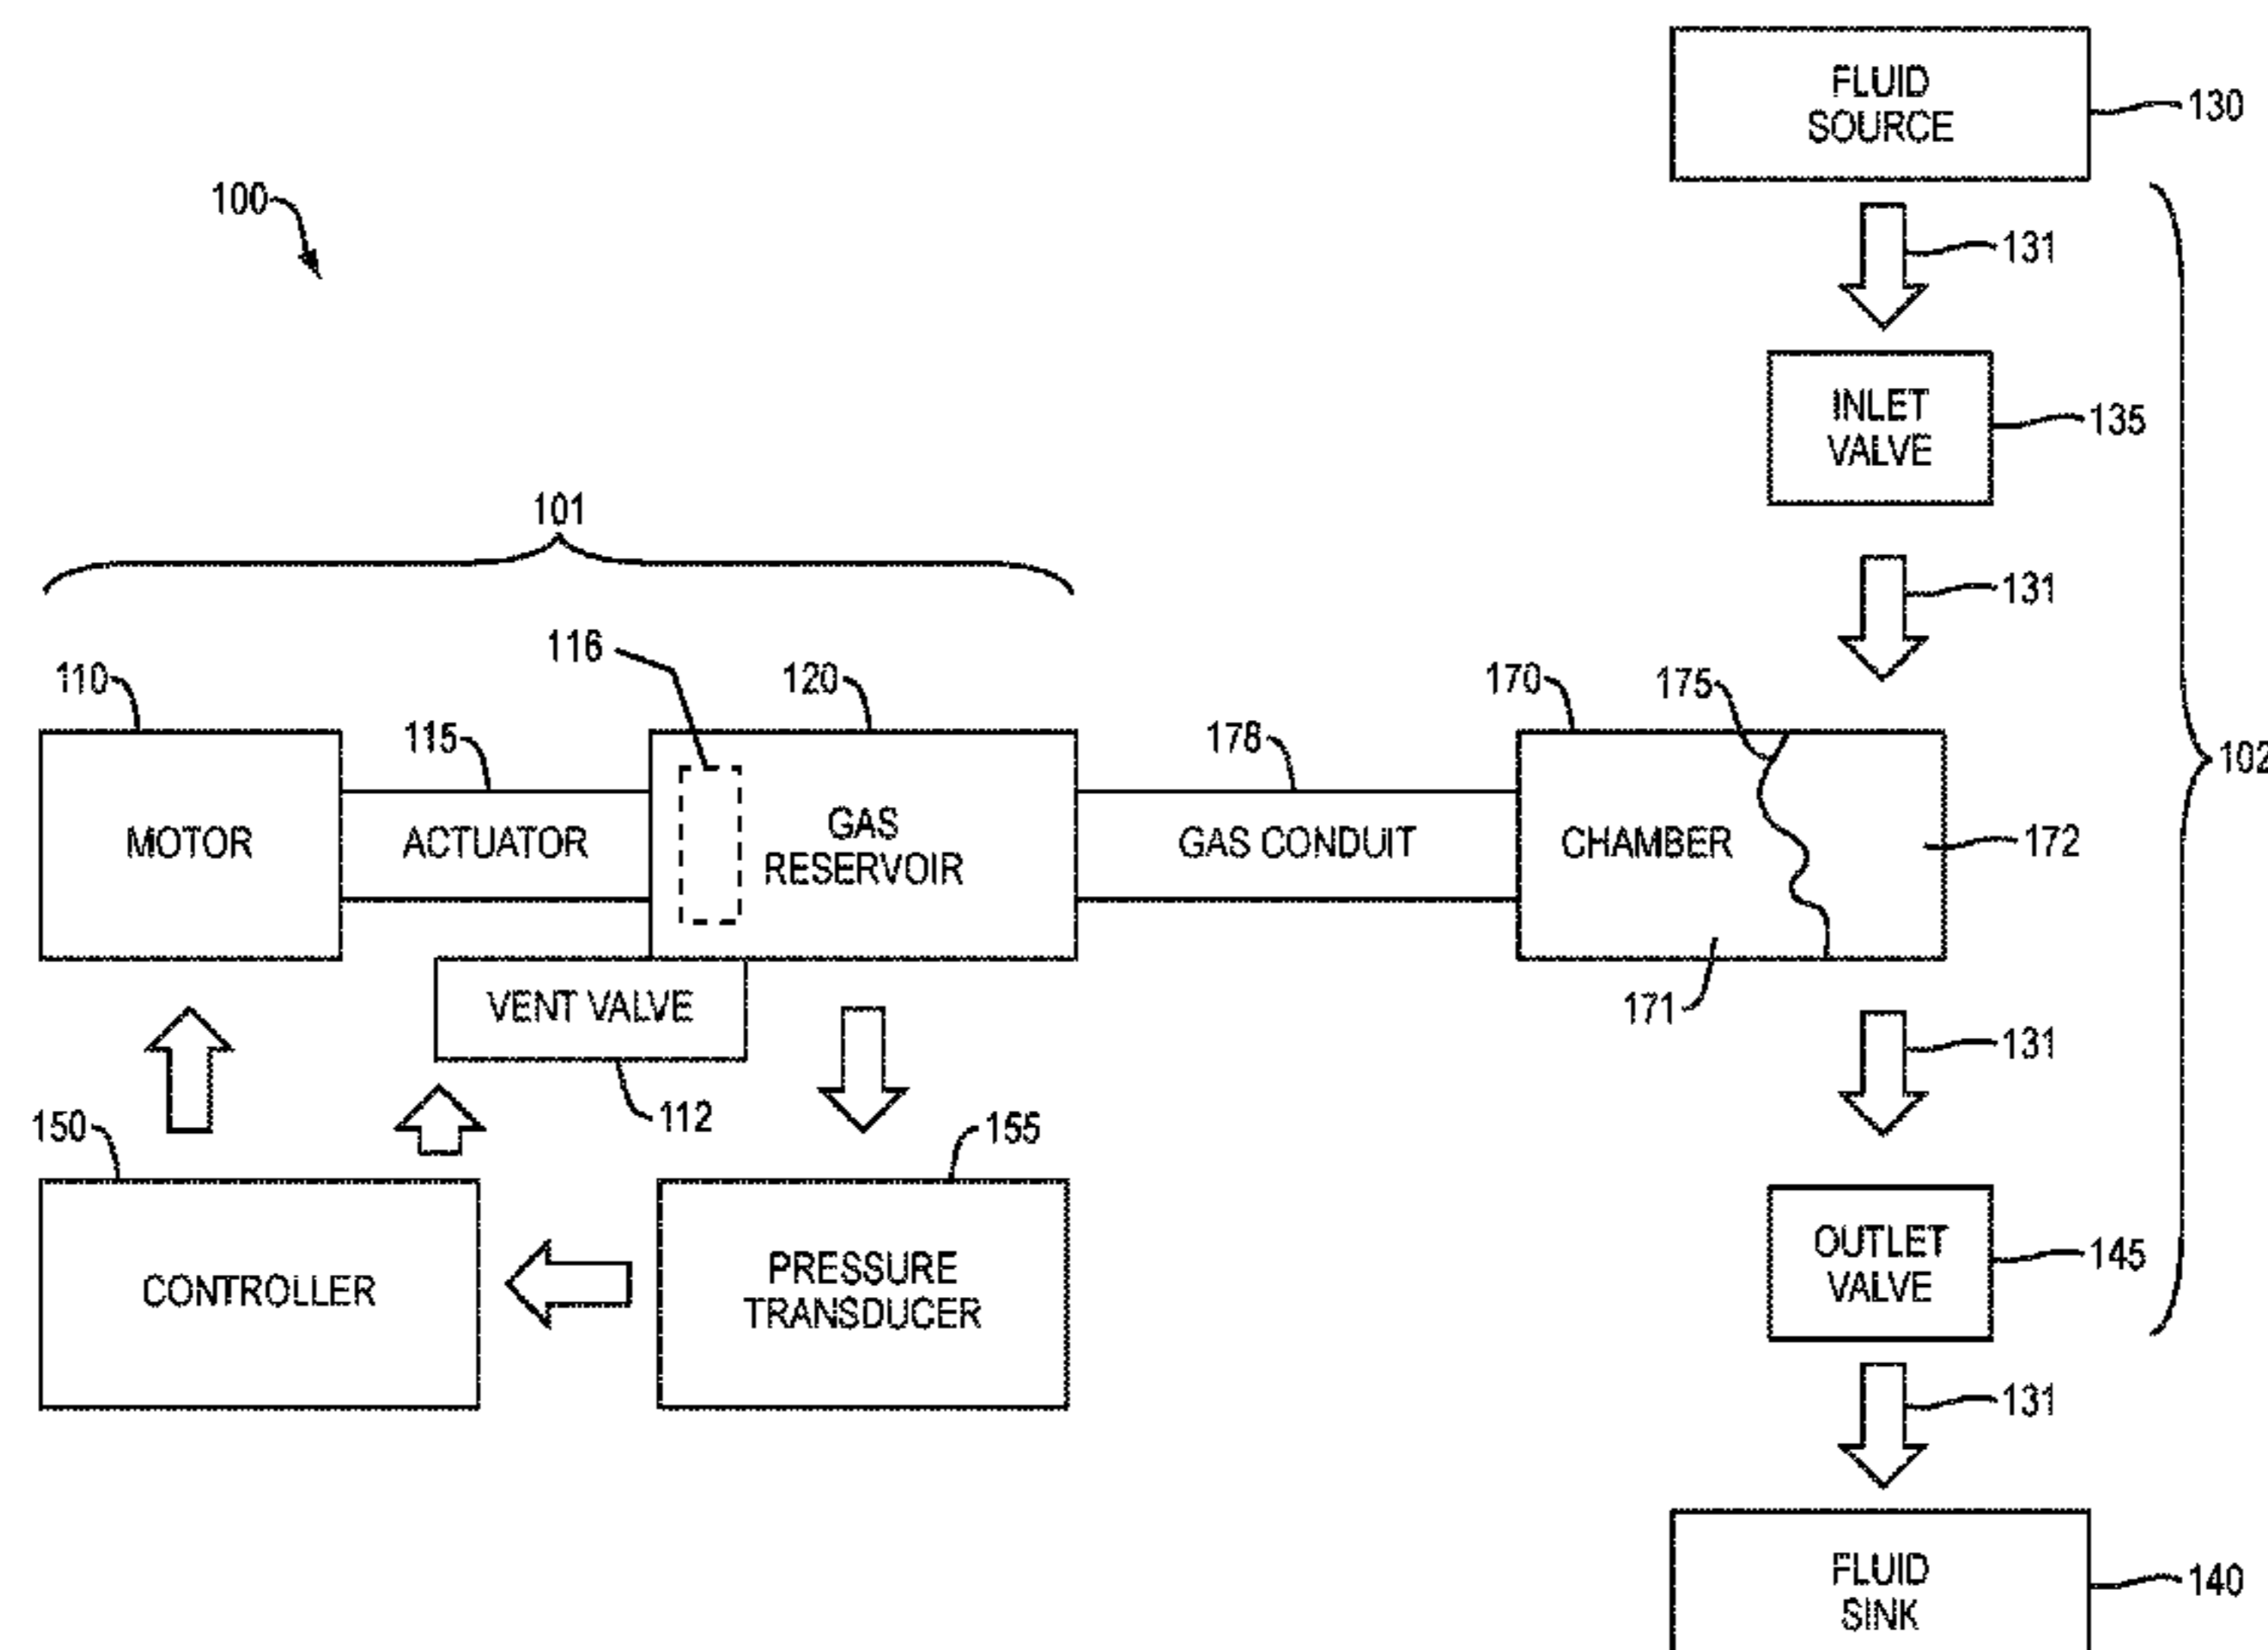 FLUID
SOURCE
130
100
131
INLET
VALVE
135
101
131
116
110
115
120
178
170
175
102
MOTOR
ACTUATOR
GAS
RESERVOIR
GAS CONDUIT
CHAMBER
172
VENT VALVE
171
131
150
112
155
CONTROLLER
PRESSURE
TRANSDUCER
OUTLET
VALVE
145
131
FLUID
SINK
140